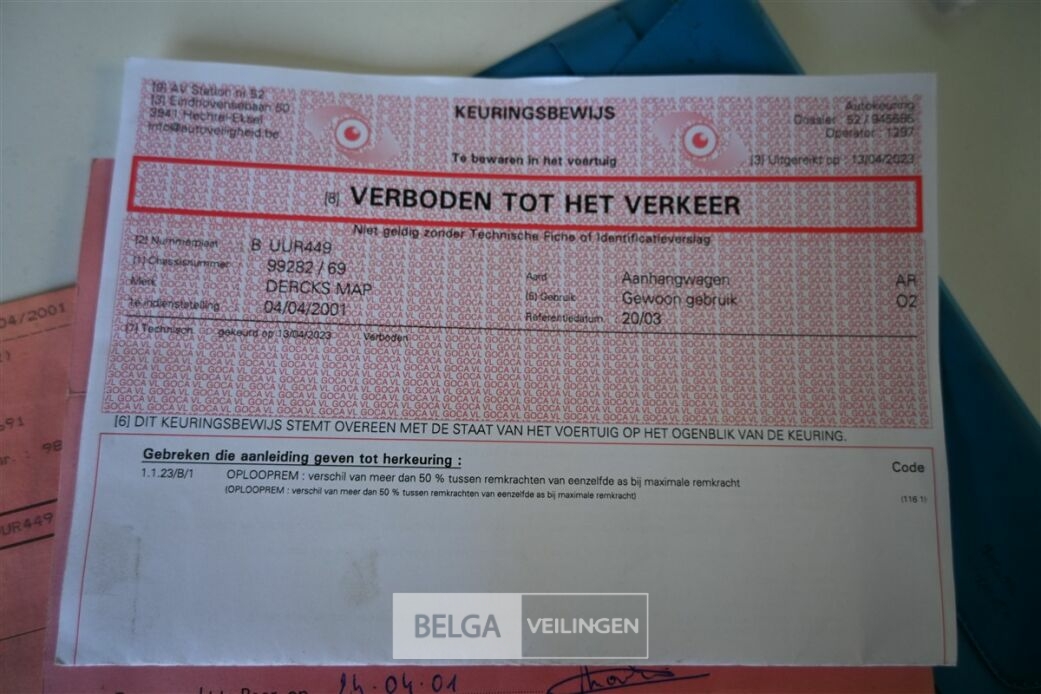 [9] AV Station nr 52
[3] Eindhovensebaan 60
3941 Hechtel-Eksel
info@autoveiligheid.be
KEURINGSBEWIJS
Te bewaren in het voertuig
Autokeuring
Dossier 52 / 945685
Operator : 1297
[3] Uitgereikt op : 13/04/2023
[8] VERBODEN TOT HET VERKEER
Niet geldig zonder Technische Fiche of Identificatieverslag
[2] Nummerplaat B UUR449
[1] Chassisnummer 99282 / 69
Merk DERCKS MAP
1e indienststelling 04/04/2001
Aard Aanhangwagen AR
[5] Gebruik Gewoon gebruik O2
Referentiedatum 20/03
[7] Technisch gekeurd op 13/04/2023 Verboden
[6] DIT KEURINGSBEWIJS STEMT OVEREEN MET DE STAAT VAN HET VOERTUIG OP HET OGENBLIK VAN DE KEURING.
Gebreken die aanleiding geven tot herkeuring : Code
1.1.23/B/1 OPLOOPREM : verschil van meer dan 50 % tussen remkrachten van eenzelfde as bij maximale remkracht
(OPLOOPREM : verschil van meer dan 50 % tussen remkrachten van eenzelfde as bij maximale remkracht) (116 1)
04/2001
691
98
UUR449
BELGA VEILINGEN
24.04.01